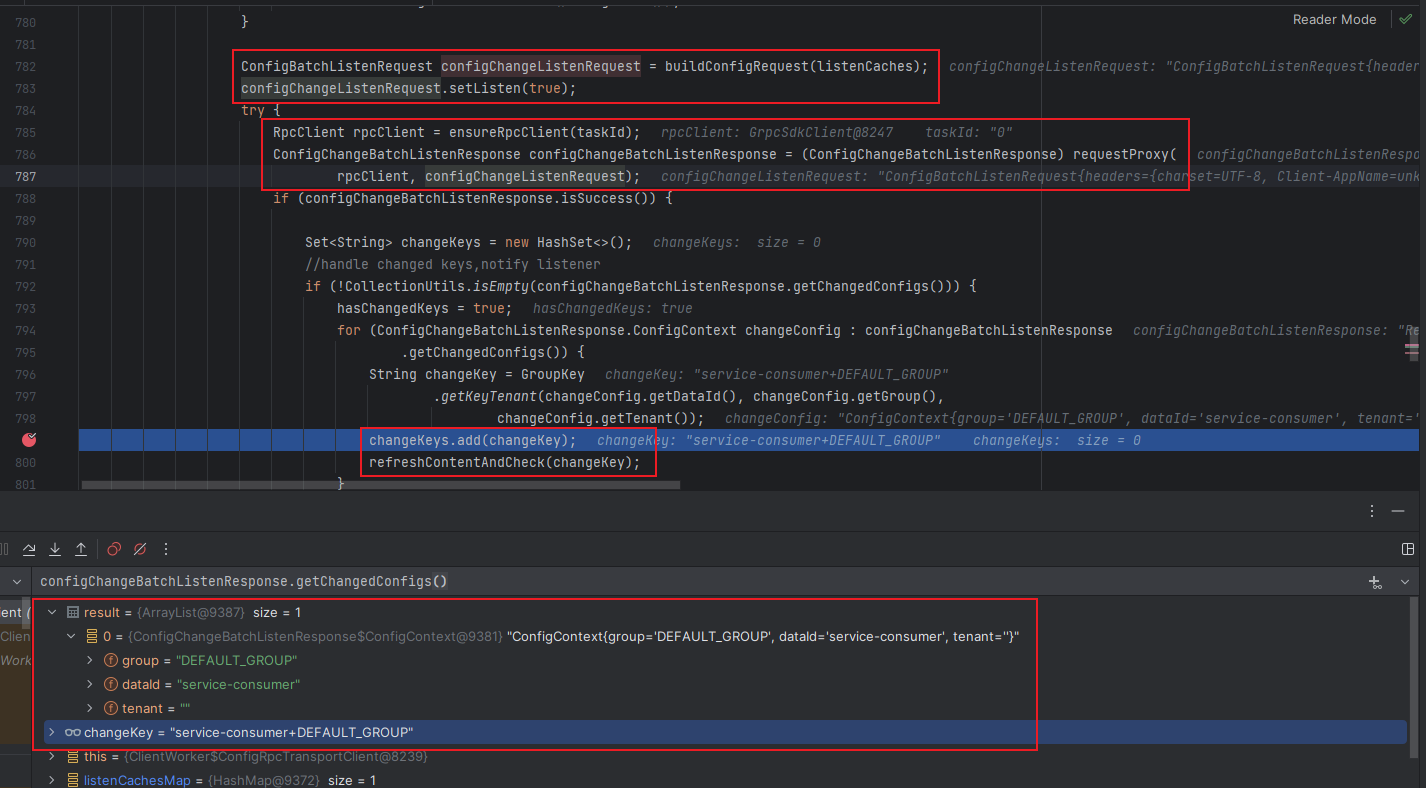 Reader Mode
780 }
781
782 ConfigBatchListenRequest configChangeListenRequest = buildConfigRequest(listenCaches); configChangeListenRequest: "ConfigBatchListenRequest{header
783 configChangeListenRequest.setListen(true);
784 try {
785 RpcClient rpcClient = ensureRpcClient(taskId); rpcClient: GrpcSdkClient@8247 taskId: "0"
786 ConfigChangeBatchListenResponse configChangeBatchListenResponse = (ConfigChangeBatchListenResponse) requestProxy( configChangeBatchListenRespo
787 rpcClient, configChangeListenRequest); configChangeListenRequest: "ConfigBatchListenRequest{headers={charset=UTF-8, Client-AppName=unk
788 if (configChangeBatchListenResponse.isSuccess()) {
789
790 Set<String> changeKeys = new HashSet<>(); changeKeys: size = 0
791 //handle changed keys,notify listener
792 if (!CollectionUtils.isEmpty(configChangeBatchListenResponse.getChangedConfigs())) {
793 hasChangedKeys = true; hasChangedKeys: true
794 for (ConfigChangeBatchListenResponse.ConfigContext changeConfig : configChangeBatchListenResponse configChangeBatchListenResponse: "Re
795 .getChangedConfigs()) {
796 String changeKey = GroupKey changeKey: "service-consumer+DEFAULT_GROUP"
797 .getKeyTenant(changeConfig.getDataId(), changeConfig.getGroup(),
798 changeConfig.getTenant()); changeConfig: "ConfigContext{group='DEFAULT_GROUP', dataId='service-consumer', tenant='
changeKeys.add(changeKey); changeKey: "service-consumer+DEFAULT_GROUP" changeKeys: size = 0
800 refreshContentAndCheck(changeKey);
801 }
configChangeBatchListenResponse.getChangedConfigs()
ient (
result = {ArrayList@9387} size = 1
Clien
0 = {ConfigChangeBatchListenResponse$ConfigContext@9381} "ConfigContext{group='DEFAULT_GROUP', dataId='service-consumer', tenant=''}"
Work
group = "DEFAULT_GROUP"
dataId = "service-consumer"
tenant = ""
changeKey = "service-consumer+DEFAULT_GROUP"
this = {ClientWorker$ConfigRpcTransportClient@8239}
listenCachesMap = {HashMap@9372} size = 1